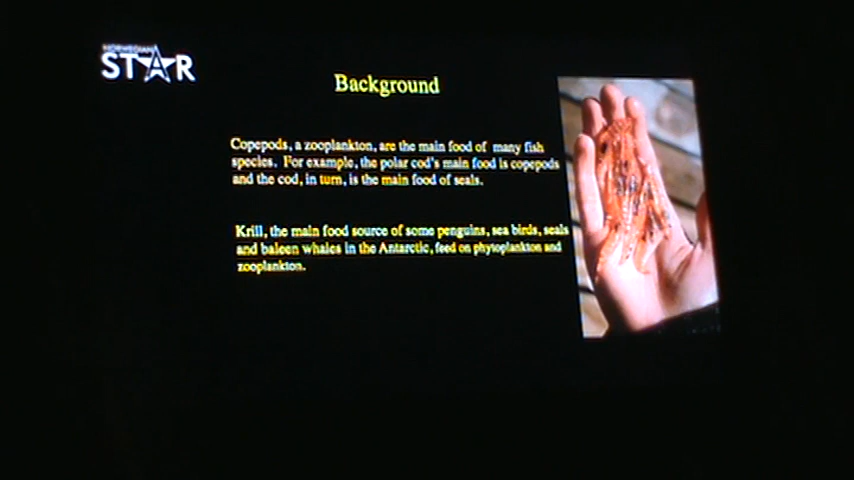 NORWEGIAN
STAR
Background
Copepods, a zooplankton, are the main food of many fish
species. For example, the polar cod's main food is copepods
and the cod, in turn, is the main food of seals.
Krill, the main food source of some penguins, sea birds, seals
and baleen whales in the Antarctic, feed on phytoplankton and
zooplankton.